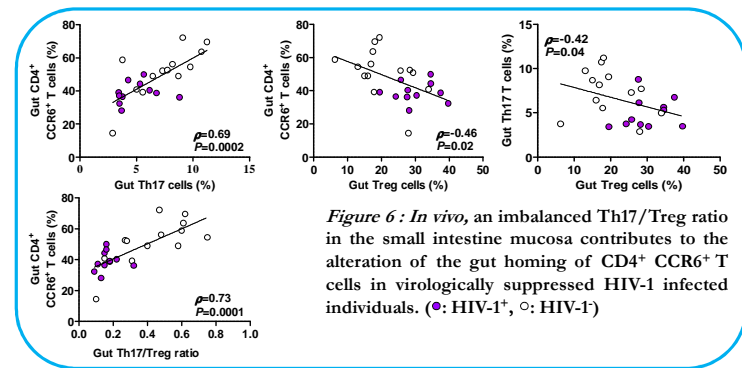 Gut CD4⁺
CCR6⁺ T cells (%)
80
60
40
20
0
0
5
10
15
ρ=0.69
P=0.0002
Gut Th17 cells (%)
Gut CD4⁺
CCR6⁺ T cells (%)
80
60
40
20
0
0
10
20
30
40
50
ρ=-0.46
P=0.02
Gut Treg cells (%)
Gut Th17 T cells (%)
15
10
5
0
0
10
20
30
40
50
ρ=-0.42
P=0.04
Gut Treg cells (%)
Gut CD4⁺
CCR6⁺ T cells (%)
80
60
40
20
0
0.0
0.2
0.4
0.6
0.8
1.0
ρ=0.73
P=0.0001
Gut Th17/Treg ratio
Figure 6 : In vivo, an imbalanced Th17/Treg ratio
in the small intestine mucosa contributes to the
alteration of the gut homing of CD4⁺ CCR6⁺ T
cells in virologically suppressed HIV-1 infected
individuals. (●: HIV-1⁺, ○: HIV-1⁻)